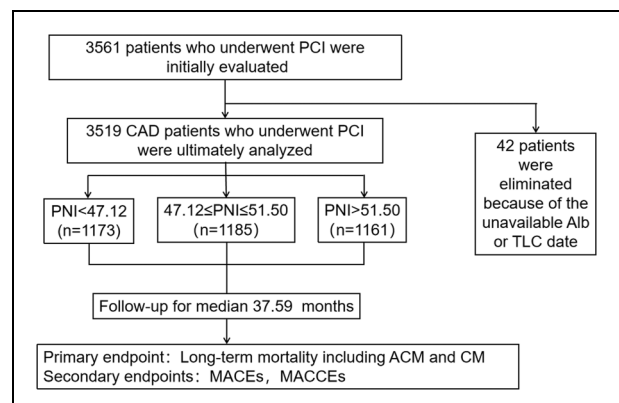 3561 patients who underwent PCI were
initially evaluated
3519 CAD patients who underwent PCI
were ultimately analyzed
42 patients
were
eliminated
because of the
unavailable Alb
or TLC date
PNI<47.12
(n=1173)
47.12≤PNI≤51.50
(n=1185)
PNI>51.50
(n=1161)
Follow-up for median 37.59 months
Primary endpoint：Long-term mortality including ACM and CM
Secondary endpoints：MACEs，MACCEs